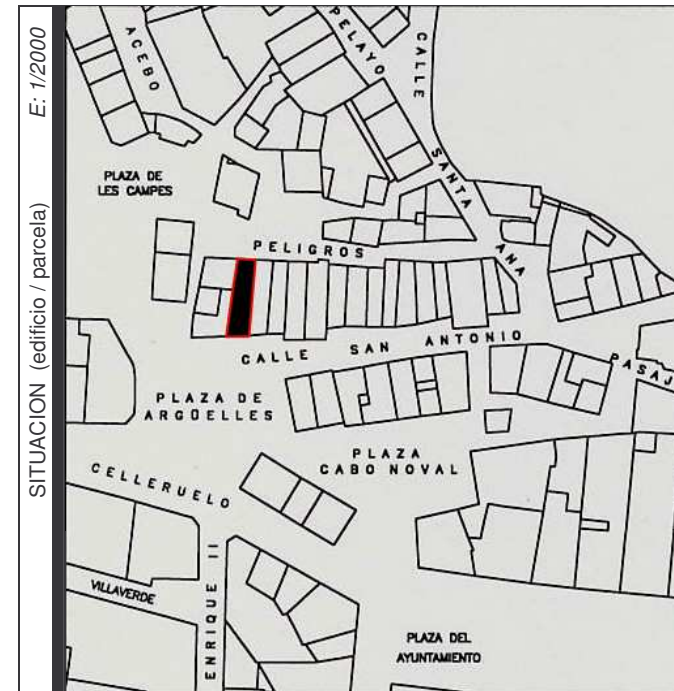 SITUACION (edificio / parcela) E: 1/2000
ACEBO
PELAYO
CALLE
SANTA ANA
PLAZA DE
LES CAMPES
PELIGROS
CALLE SAN ANTONIO
PASAJ
PLAZA DE
ARGÜELLES
PLAZA
CABO NOVAL
CELLERUELO
VILLAVERDE
ENRIQUE II
PLAZA DEL
AYUNTAMIENTO